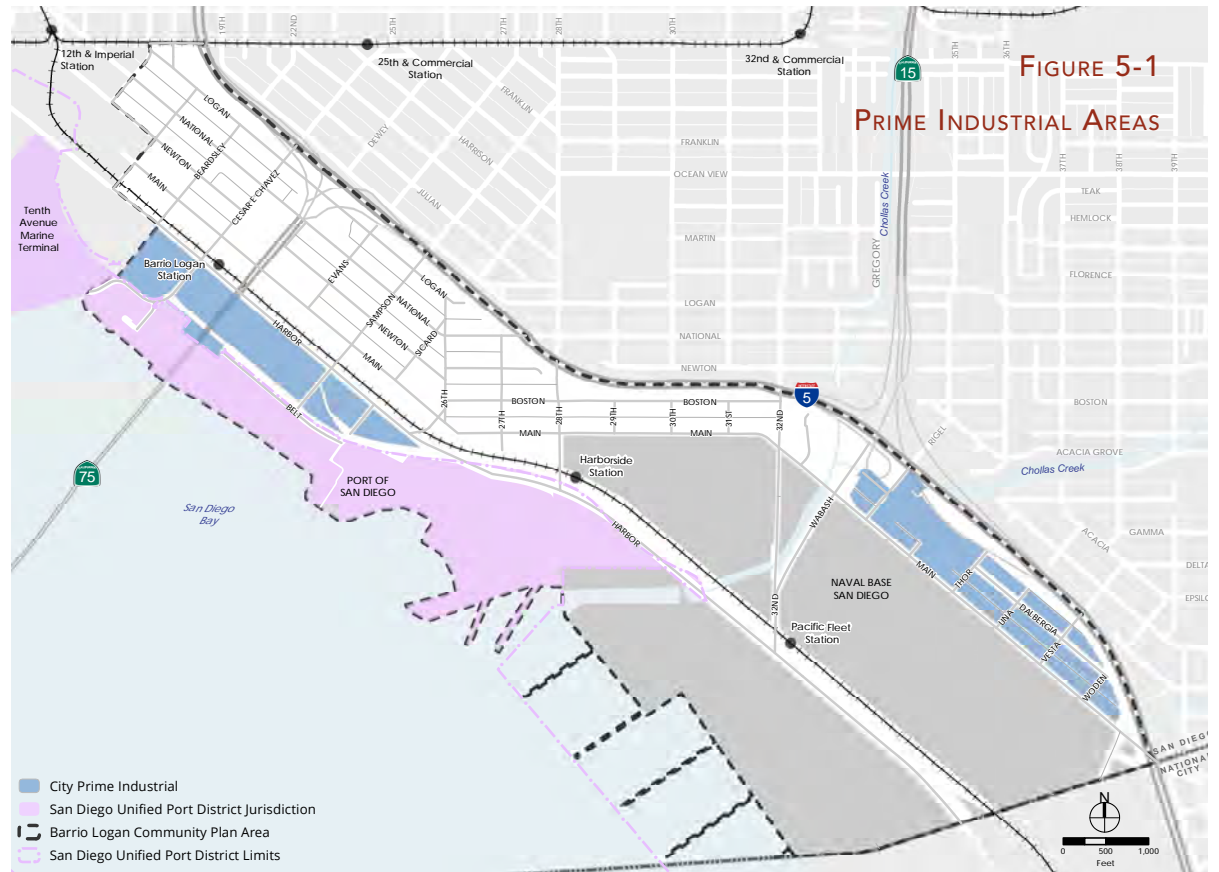 FIGURE 5-1
PRIME INDUSTRIAL AREAS
19TH
22ND
25TH
27TH
28TH
30TH
35TH
36TH
12th & Imperial
Station
25th & Commercial
Station
32nd & Commercial
Station
CALIFORNIA
15
FRANKLIN
DEWEY
HARRISON
JULIAN
FRANKLIN
OCEAN VIEW
MARTIN
LOGAN
NATIONAL
NEWTON
GREGORY
Chollas Creek
37TH
38TH
39TH
TEAK
HEMLOCK
FLORENCE
BOSTON
ACACIA GROVE
Chollas Creek
RIGEL
ACACIA
GAMMA
DELTA
LOGAN
NATIONAL
NEWTON
BEARDSLEY
MAIN
CESAR E CHAVEZ
Tenth
Avenue
Marine
Terminal
Barrio Logan
Station
EVANS
LOGAN
SAMPSON
NATIONAL
NEWTON
SICARD
MAIN
HARBOR
BELT
26TH
27TH
28TH
29TH
30TH
31ST
32ND
BOSTON
BOSTON
MAIN
MAIN
INTERSTATE
5
CALIFORNIA
75
San Diego
Bay
PORT OF
SAN DIEGO
Harborside
Station
HARBOR
WABASH
32ND
NAVAL BASE
SAN DIEGO
Pacific Fleet
Station
MAIN
THOR
UNA
DALBERGIA
VESTA
WODEN
SAN DIEGO
NATIONAL
CITY
City Prime Industrial
San Diego Unified Port District Jurisdiction
Barrio Logan Community Plan Area
San Diego Unified Port District Limits
N
0 500 1,000
Feet